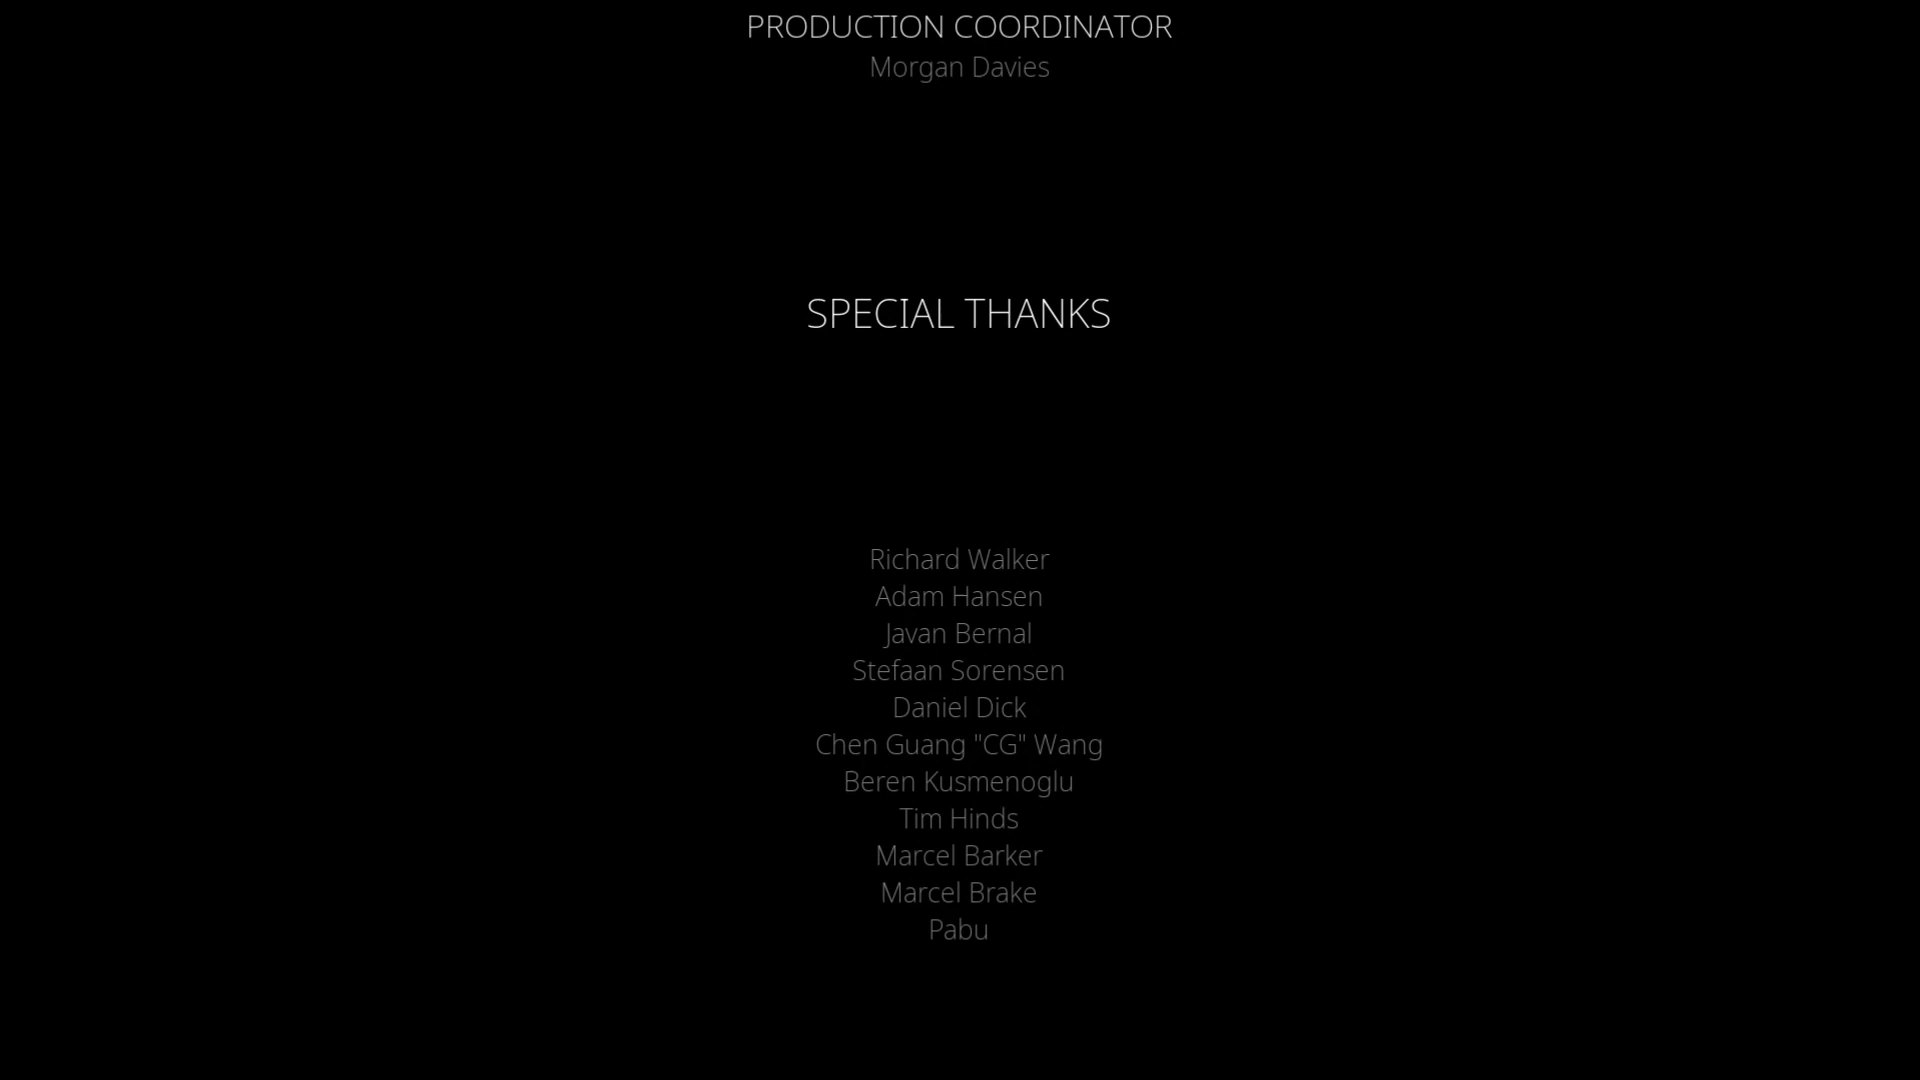 PRODUCTION COORDINATOR
Morgan Davies
SPECIAL THANKS
Richard Walker
Adam Hansen
Javan Bernal
Stefaan Sorensen
Daniel Dick
Chen Guang "CG" Wang
Beren Kusmenoglu
Tim Hinds
Marcel Barker
Marcel Brake
Pabu